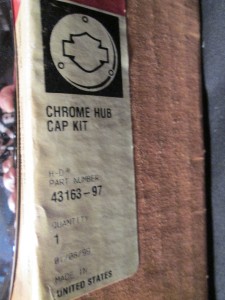 CHROME HUB
CAP KIT
H-D®
PART NUMBER
43163-97
QUANTITY
1
MADE IN
UNITED STATES